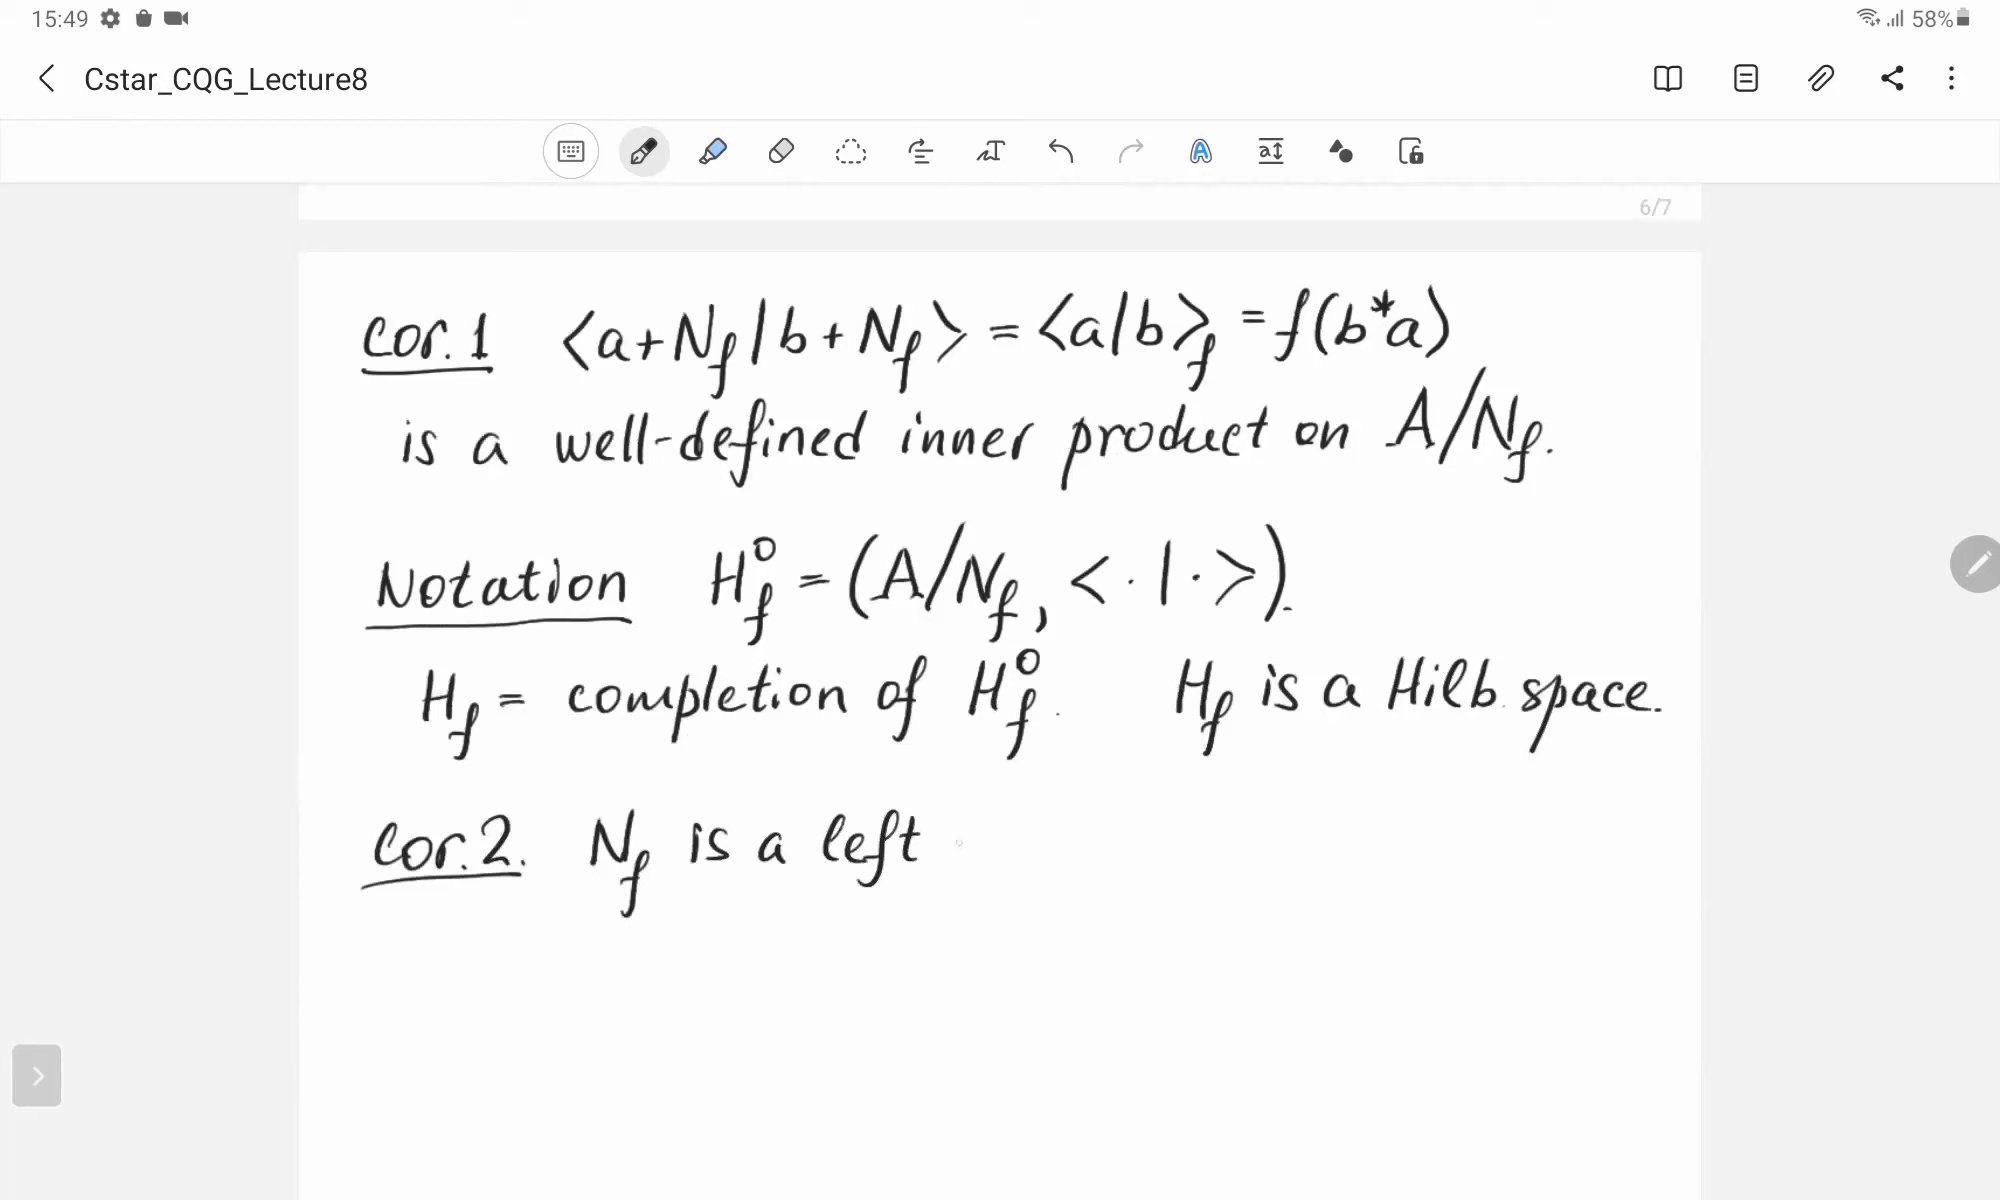 15:49 58%
Cstar_CQG_Lecture8
6/7
Cor. 1 ⟨a+N_f | b+N_f⟩ = ⟨a|b⟩_f = f(b*a)
is a well-defined inner product on A/N_f.
Notation H_f^0 = (A/N_f, <·|·>).
H_f = completion of H_f^0. H_f is a Hilb. space.
Cor. 2. N_f is a left